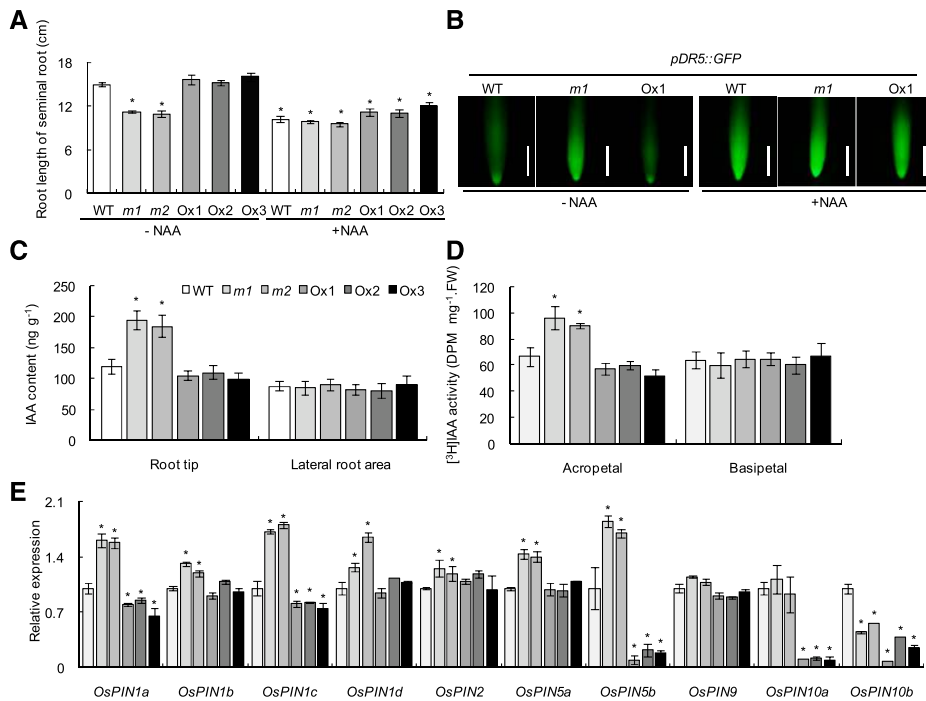 A
Root length of seminal root (cm)
18
12
6
0
* * * * * * * *
WT m1 m2 Ox1 Ox2 Ox3 WT m1 m2 Ox1 Ox2 Ox3
- NAA +NAA
B
pDR5::GFP
WT m1 Ox1 WT m1 Ox1
- NAA +NAA
C
IAA content (ng g-1)
250
200
150
100
50
0
WT m1 m2 Ox1 Ox2 Ox3
* *
Root tip Lateral root area
D
[3H]IAA activity (DPM mg-1.FW)
120
100
80
60
40
20
0
* *
Acropetal Basipetal
E
Relative expression
2.1
1.4
0.7
0
* * * * * * * * * * * * * * * * * * * * * * * * * * * * * * *
OsPIN1a OsPIN1b OsPIN1c OsPIN1d OsPIN2 OsPIN5a OsPIN5b OsPIN9 OsPIN10a OsPIN10b